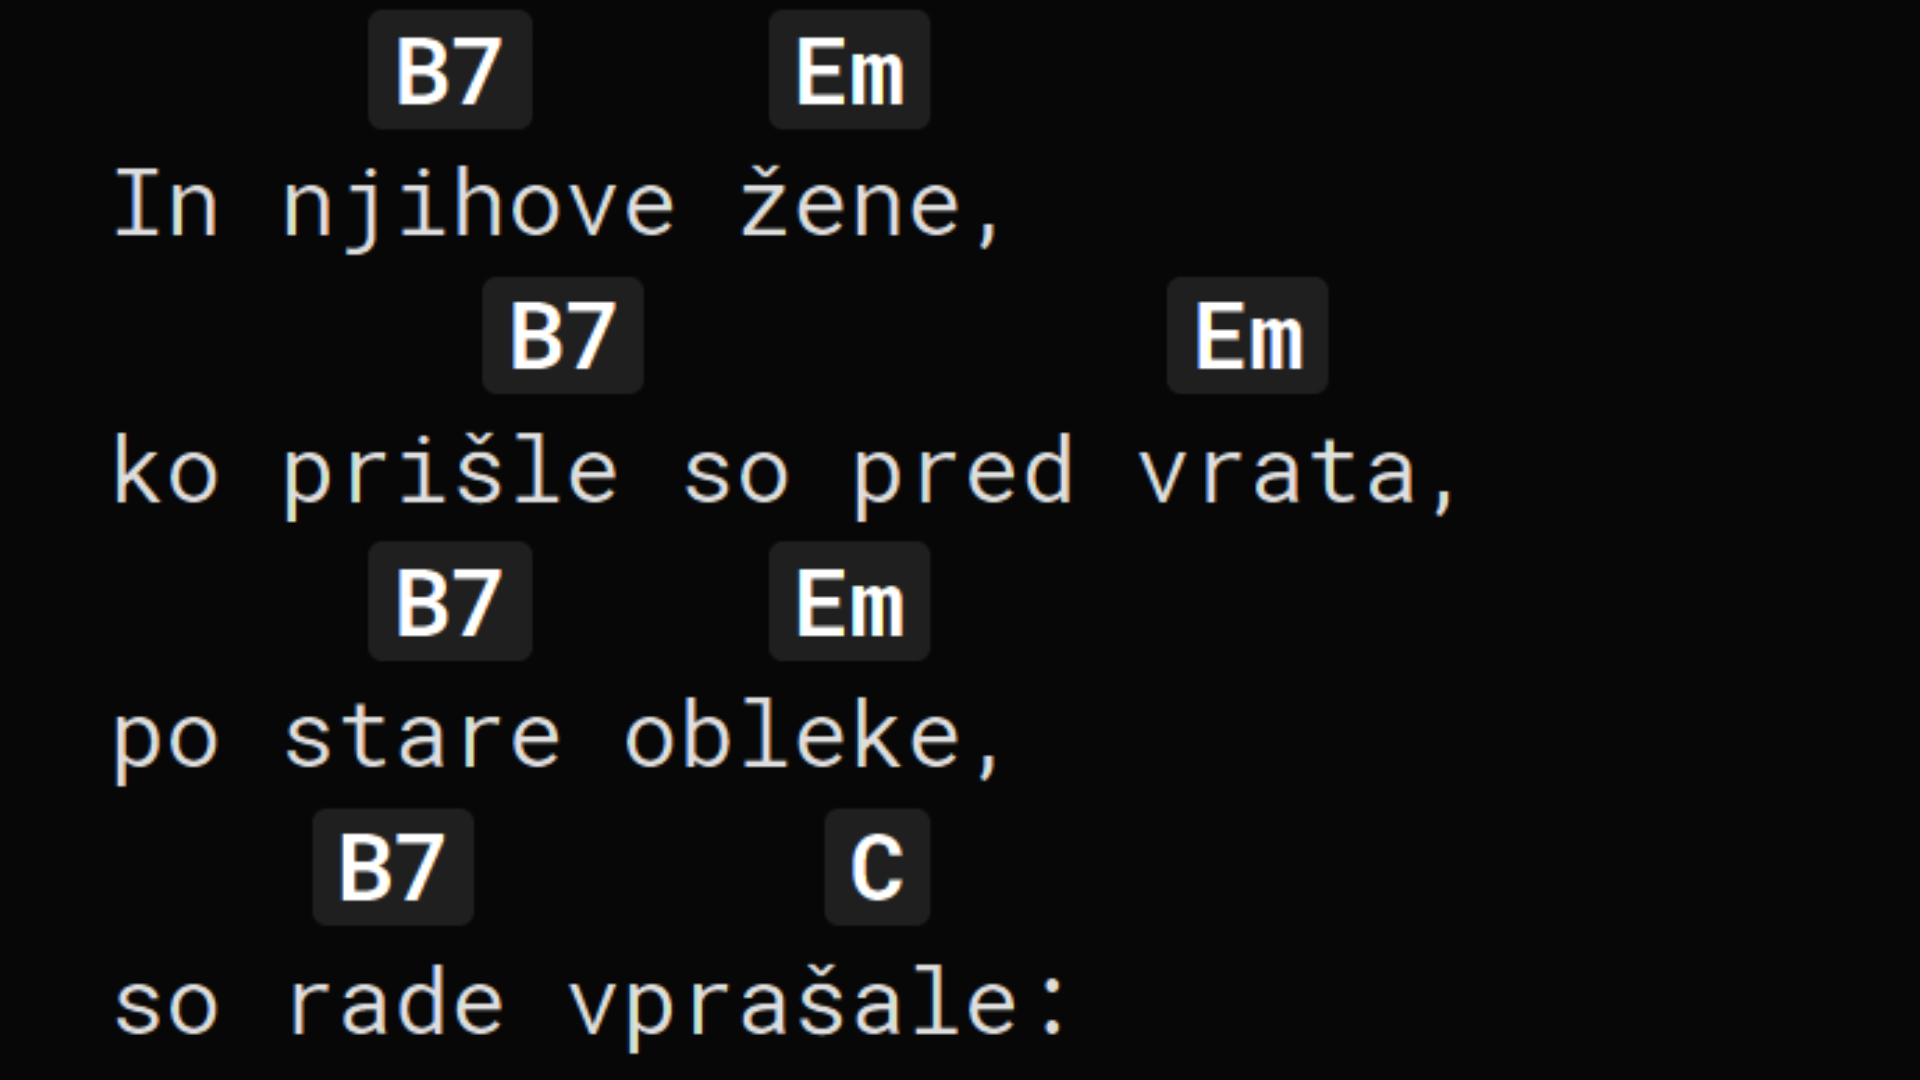 B7 Em
In njihove žene,
B7 Em
ko prišle so pred vrata,
B7 Em
po stare obleke,
B7 C
so rade vprašale: